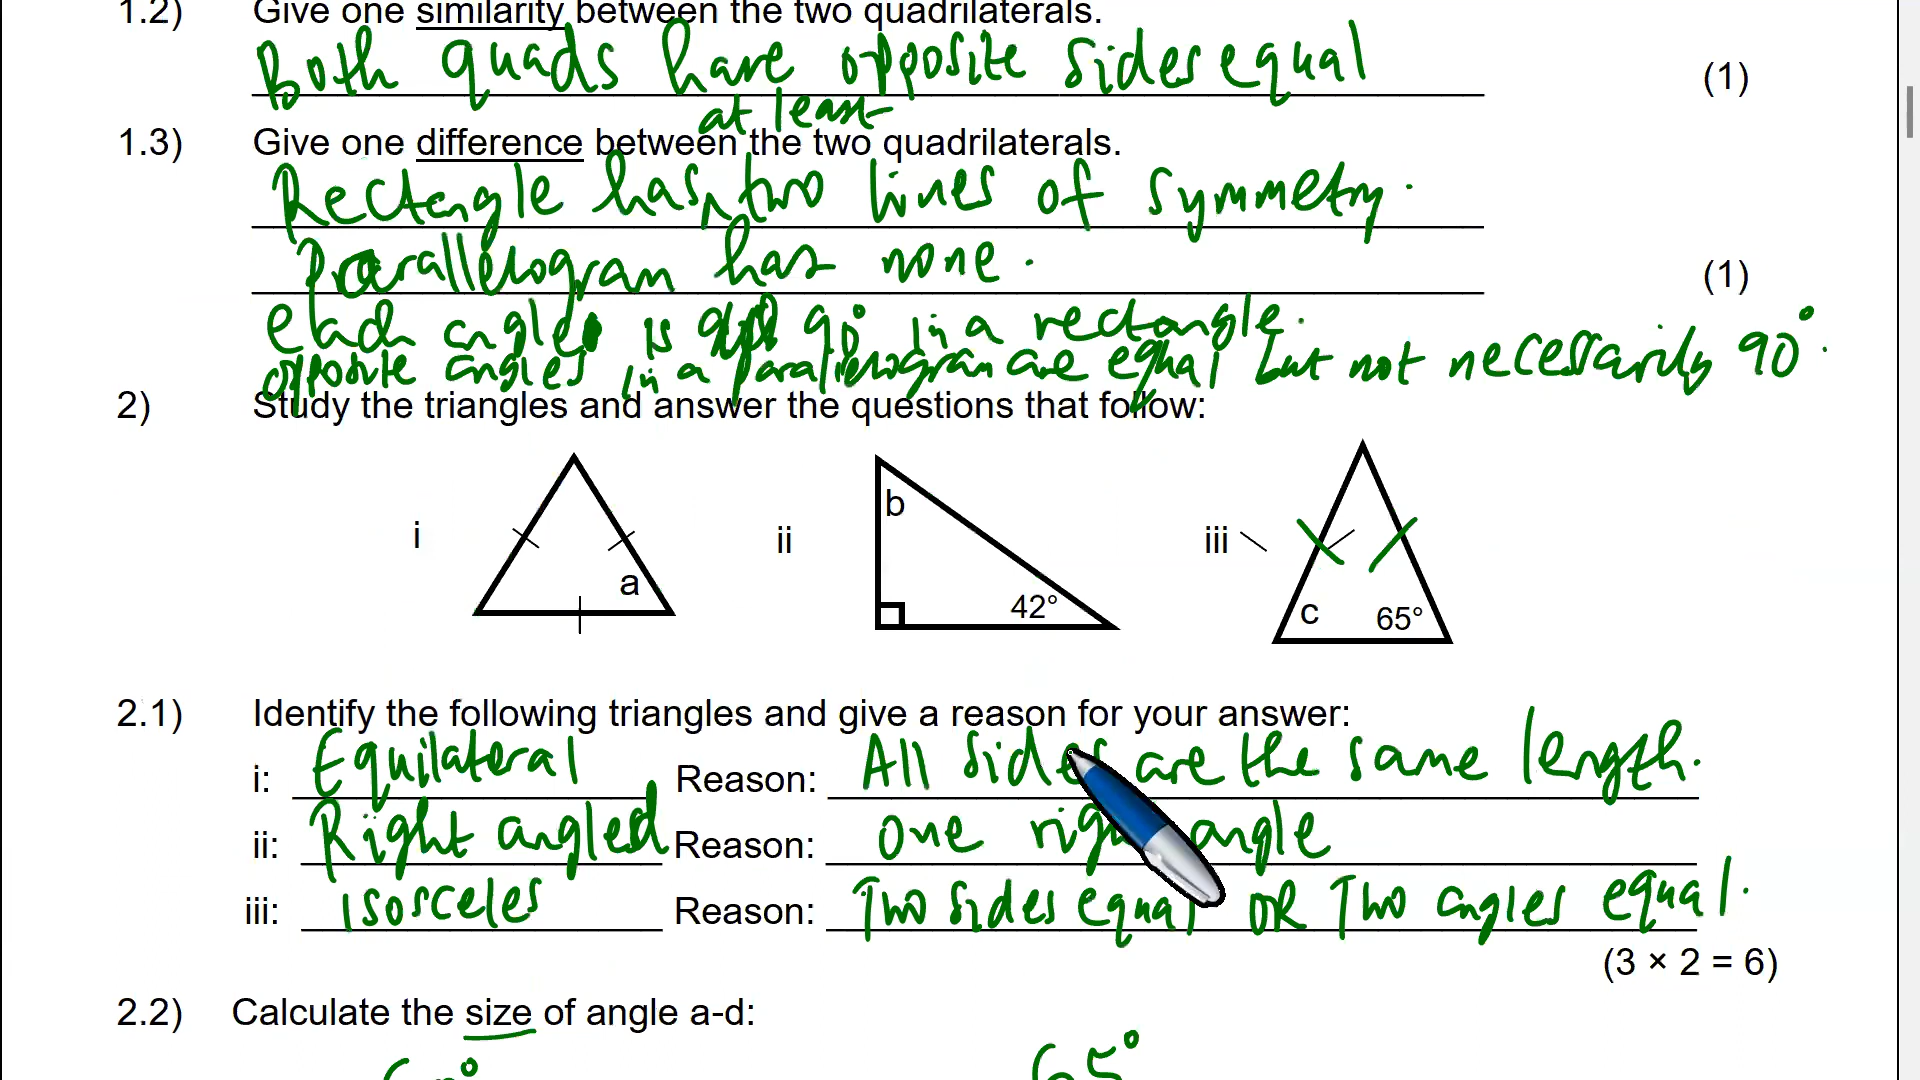 1.2) Give one similarity between the two quadrilaterals.
Both quads have opposite sides equal (1)
at least
1.3) Give one difference between the two quadrilaterals.
Rectangle has two lines of symmetry.
Parallelogram has none. (1)
each angle is 90° in a rectangle.
opposite angles in a parallelogram are equal but not necessarily 90°.
2) Study the triangles and answer the questions that follow:
i a
ii b 42°
iii c 65°
2.1) Identify the following triangles and give a reason for your answer:
i: Equilateral Reason: All sides are the same length.
ii: Right angled Reason: One right angle
iii: isosceles Reason: Two sides equal OR Two angles equal.
(3 × 2 = 6)
2.2) Calculate the size of angle a-d:
65°